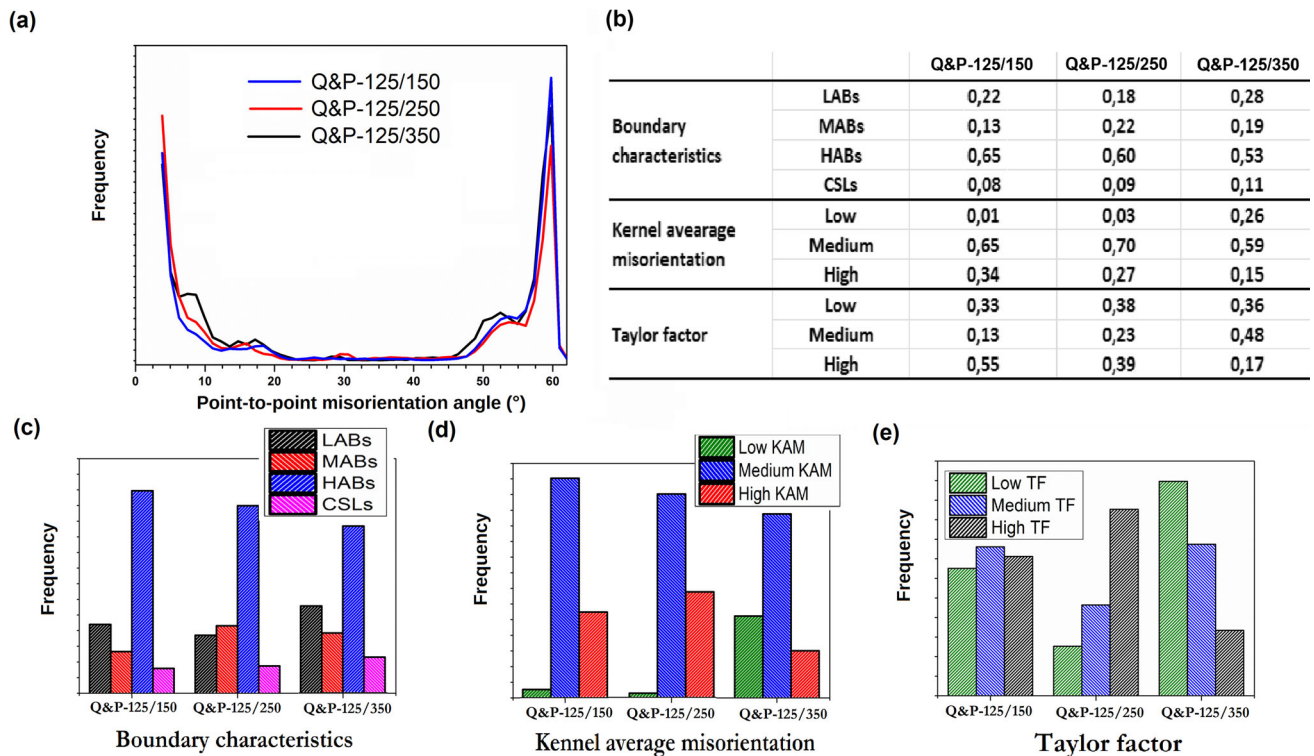 (a)
Frequency
Q&P-125/150
Q&P-125/250
Q&P-125/350
0 10 20 30 40 50 60
Point-to-point misorientation angle (°)
(b)
Q&P-125/150 Q&P-125/250 Q&P-125/350
Boundary characteristics
LABs 0,22 0,18 0,28
MABs 0,13 0,22 0,19
HABs 0,65 0,60 0,53
CSLs 0,08 0,09 0,11
Kernel avearage misorientation
Low 0,01 0,03 0,26
Medium 0,65 0,70 0,59
High 0,34 0,27 0,15
Taylor factor
Low 0,33 0,38 0,36
Medium 0,13 0,23 0,48
High 0,55 0,39 0,17
(c)
Frequency
LABs
MABs
HABs
CSLs
Q&P-125/150 Q&P-125/250 Q&P-125/350
Boundary characteristics
(d)
Frequency
Low KAM
Medium KAM
High KAM
Q&P-125/150 Q&P-125/250 Q&P-125/350
Kennel average misorientation
(e)
Frequency
Low TF
Medium TF
High TF
Q&P-125/150 Q&P-125/250 Q&P-125/350
Taylor factor